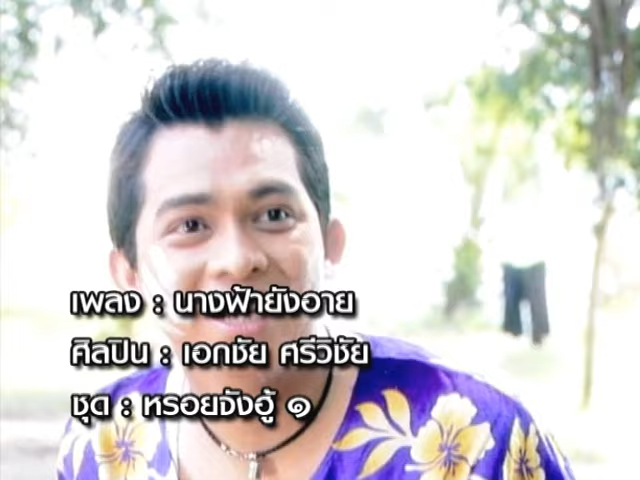 เพลง : นางฟ้ายังอาย
ศิลปิน : เอกชัย ศรีวิชัย
ชุด : หรอยจังฮู้ ๑